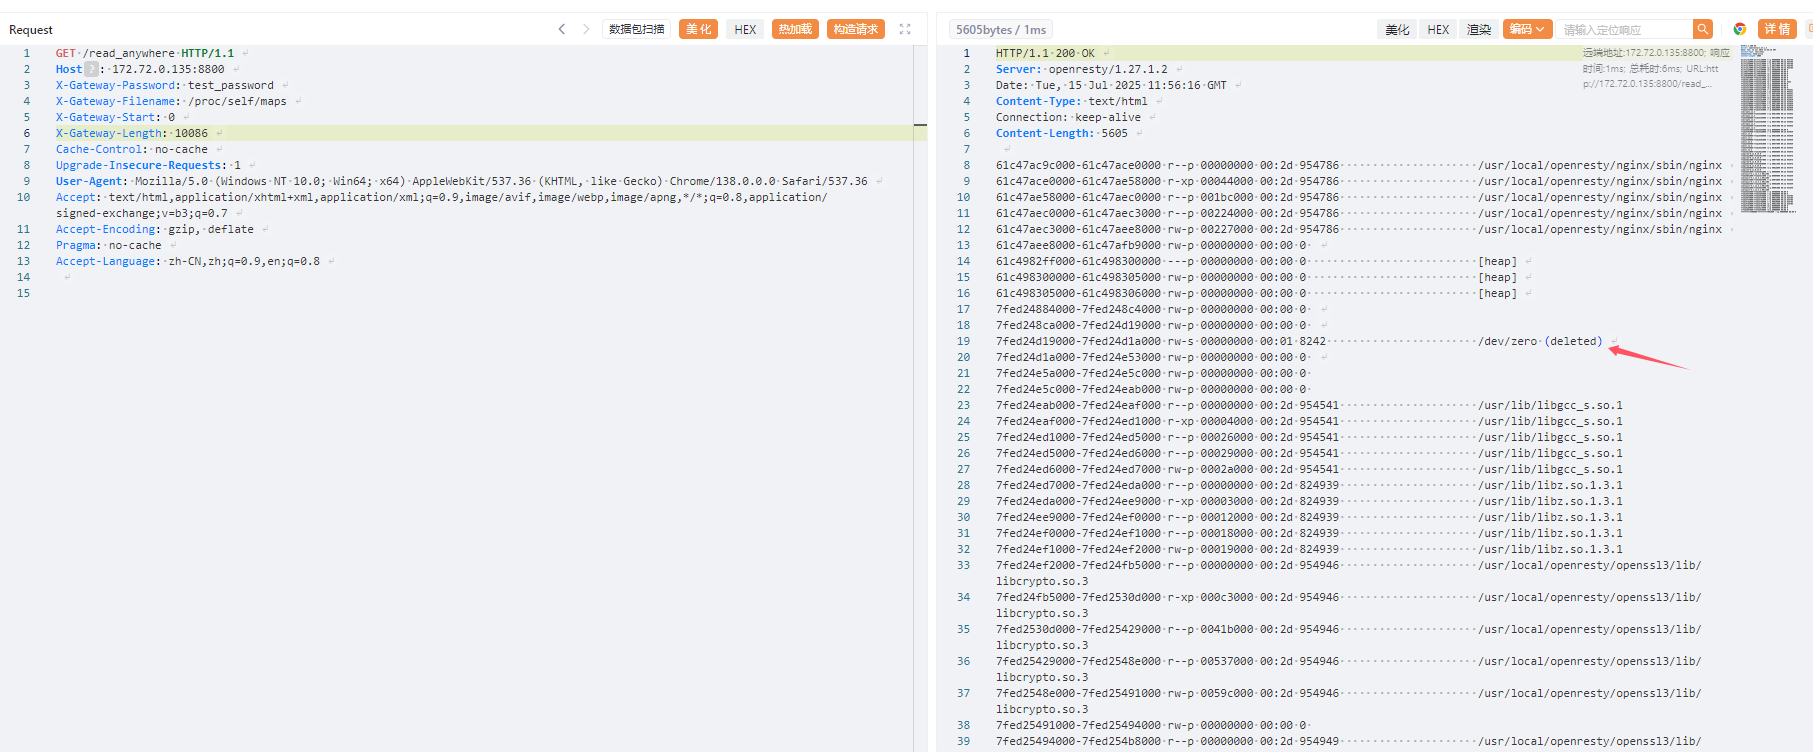 Request
数据包扫描
美化
HEX
热加载
构造请求
1 GET /read_anywhere HTTP/1.1
2 Host ? : 172.72.0.135:8800
3 X-Gateway-Password: test_password
4 X-Gateway-Filename: /proc/self/maps
5 X-Gateway-Start: 0
6 X-Gateway-Length: 10086
7 Cache-Control: no-cache
8 Upgrade-Insecure-Requests: 1
9 User-Agent: Mozilla/5.0 (Windows NT 10.0; Win64; x64) AppleWebKit/537.36 (KHTML, like Gecko) Chrome/138.0.0.0 Safari/537.36
10 Accept: text/html,application/xhtml+xml,application/xml;q=0.9,image/avif,image/webp,image/apng,*/*;q=0.8,application/
signed-exchange;v=b3;q=0.7
11 Accept-Encoding: gzip, deflate
12 Pragma: no-cache
13 Accept-Language: zh-CN,zh;q=0.9,en;q=0.8
14
15
5605bytes / 1ms
美化
HEX
渲染
编码
请输入定位响应
详情
远端地址:172.72.0.135:8800; 响应
时间:1ms; 总耗时:6ms; URL:htt
p://172.72.0.135:8800/read_...
1 HTTP/1.1 200 OK
2 Server: openresty/1.27.1.2
3 Date: Tue, 15 Jul 2025 11:56:16 GMT
4 Content-Type: text/html
5 Connection: keep-alive
6 Content-Length: 5605
7
8 61c47ac9c000-61c47ace0000 r--p 00000000 00:2d 954786 /usr/local/openresty/nginx/sbin/nginx
9 61c47ace0000-61c47ae58000 r-xp 00044000 00:2d 954786 /usr/local/openresty/nginx/sbin/nginx
10 61c47ae58000-61c47aec0000 r--p 001bc000 00:2d 954786 /usr/local/openresty/nginx/sbin/nginx
11 61c47aec0000-61c47aec3000 r--p 00224000 00:2d 954786 /usr/local/openresty/nginx/sbin/nginx
12 61c47aec3000-61c47aee8000 rw-p 00227000 00:2d 954786 /usr/local/openresty/nginx/sbin/nginx
13 61c47aee8000-61c47afb9000 rw-p 00000000 00:00 0
14 61c4982ff000-61c498300000 ---p 00000000 00:00 0 [heap]
15 61c498300000-61c498305000 rw-p 00000000 00:00 0 [heap]
16 61c498305000-61c498306000 rw-p 00000000 00:00 0 [heap]
17 7fed24884000-7fed248c4000 rw-p 00000000 00:00 0
18 7fed248ca000-7fed24d19000 rw-p 00000000 00:00 0
19 7fed24d19000-7fed24d1a000 rw-s 00000000 00:01 8242 /dev/zero (deleted)
20 7fed24d1a000-7fed24e53000 rw-p 00000000 00:00 0
21 7fed24e5a000-7fed24e5c000 rw-p 00000000 00:00 0
22 7fed24e5c000-7fed24eab000 rw-p 00000000 00:00 0
23 7fed24eab000-7fed24eaf000 r--p 00000000 00:2d 954541 /usr/lib/libgcc_s.so.1
24 7fed24eaf000-7fed24ed1000 r-xp 00004000 00:2d 954541 /usr/lib/libgcc_s.so.1
25 7fed24ed1000-7fed24ed5000 r--p 00026000 00:2d 954541 /usr/lib/libgcc_s.so.1
26 7fed24ed5000-7fed24ed6000 r--p 00029000 00:2d 954541 /usr/lib/libgcc_s.so.1
27 7fed24ed6000-7fed24ed7000 rw-p 0002a000 00:2d 954541 /usr/lib/libgcc_s.so.1
28 7fed24ed7000-7fed24eda000 r--p 00000000 00:2d 824939 /usr/lib/libz.so.1.3.1
29 7fed24eda000-7fed24ee9000 r-xp 00003000 00:2d 824939 /usr/lib/libz.so.1.3.1
30 7fed24ee9000-7fed24ef0000 r--p 00012000 00:2d 824939 /usr/lib/libz.so.1.3.1
31 7fed24ef0000-7fed24ef1000 r--p 00018000 00:2d 824939 /usr/lib/libz.so.1.3.1
32 7fed24ef1000-7fed24ef2000 rw-p 00019000 00:2d 824939 /usr/lib/libz.so.1.3.1
33 7fed24ef2000-7fed24fb5000 r--p 00000000 00:2d 954946 /usr/local/openresty/openssl3/lib/
libcrypto.so.3
34 7fed24fb5000-7fed2530d000 r-xp 000c3000 00:2d 954946 /usr/local/openresty/openssl3/lib/
libcrypto.so.3
35 7fed2530d000-7fed25429000 r--p 0041b000 00:2d 954946 /usr/local/openresty/openssl3/lib/
libcrypto.so.3
36 7fed25429000-7fed2548e000 r--p 00537000 00:2d 954946 /usr/local/openresty/openssl3/lib/
libcrypto.so.3
37 7fed2548e000-7fed25491000 rw-p 0059c000 00:2d 954946 /usr/local/openresty/openssl3/lib/
libcrypto.so.3
38 7fed25491000-7fed25494000 rw-p 00000000 00:00 0
39 7fed25494000-7fed254b8000 r--p 00000000 00:2d 954949 /usr/local/openresty/openssl3/lib/